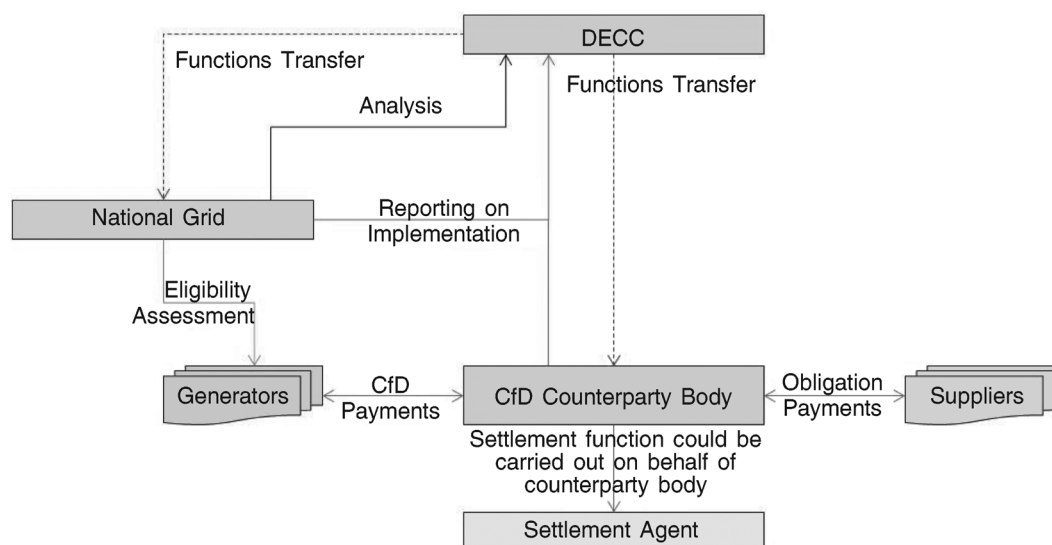 DECC
Functions Transfer
Functions Transfer
Analysis
National Grid
Reporting on
Implementation
Eligibility
Assessment
Generators
CfD
Payments
CfD Counterparty Body
Obligation
Payments
Suppliers
Settlement function could be
carried out on behalf of
counterparty body
Settlement Agent